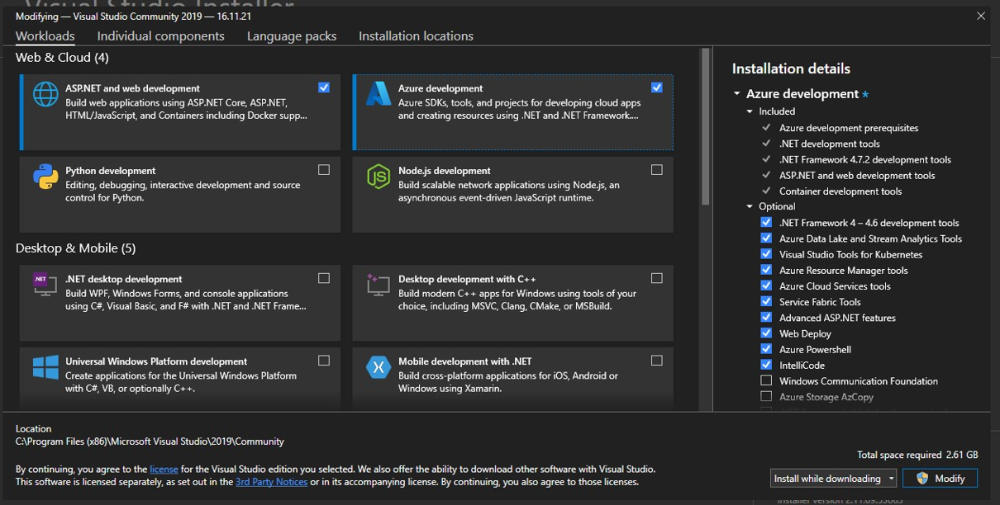 Visual Studio Installer
Modifying — Visual Studio Community 2019 — 16.11.21
Workloads
Individual components
Language packs
Installation locations
Web & Cloud (4)
ASP.NET and web development
Build web applications using ASP.NET Core, ASP.NET,
HTML/JavaScript, and Containers including Docker supp...
Azure development
Azure SDKs, tools, and projects for developing cloud apps
and creating resources using .NET and .NET Framework....
Python development
Editing, debugging, interactive development and source
control for Python.
Node.js development
Build scalable network applications using Node.js, an
asynchronous event-driven JavaScript runtime.
Desktop & Mobile (5)
.NET
.NET desktop development
Build WPF, Windows Forms, and console applications
using C#, Visual Basic, and F# with .NET and .NET Frame...
Desktop development with C++
Build modern C++ apps for Windows using tools of your
choice, including MSVC, Clang, CMake, or MSBuild.
Universal Windows Platform development
Create applications for the Universal Windows Platform
with C#, VB, or optionally C++.
Mobile development with .NET
Build cross-platform applications for iOS, Android or
Windows using Xamarin.
Installation details
Azure development *
Included
Azure development prerequisites
.NET development tools
.NET Framework 4.7.2 development tools
ASP.NET and web development tools
Container development tools
Optional
.NET Framework 4 – 4.6 development tools
Azure Data Lake and Stream Analytics Tools
Visual Studio Tools for Kubernetes
Azure Resource Manager tools
Azure Cloud Services tools
Service Fabric Tools
Advanced ASP.NET features
Web Deploy
Azure Powershell
IntelliCode
Windows Communication Foundation
Azure Storage AzCopy
Location
C:\Program Files (x86)\Microsoft Visual Studio\2019\Community
By continuing, you agree to the license for the Visual Studio edition you selected. We also offer the ability to download other software with Visual Studio.
This software is licensed separately, as set out in the 3rd Party Notices or in its accompanying license. By continuing, you also agree to those licenses.
Total space required 2.61 GB
Install while downloading
Modify
Installer version